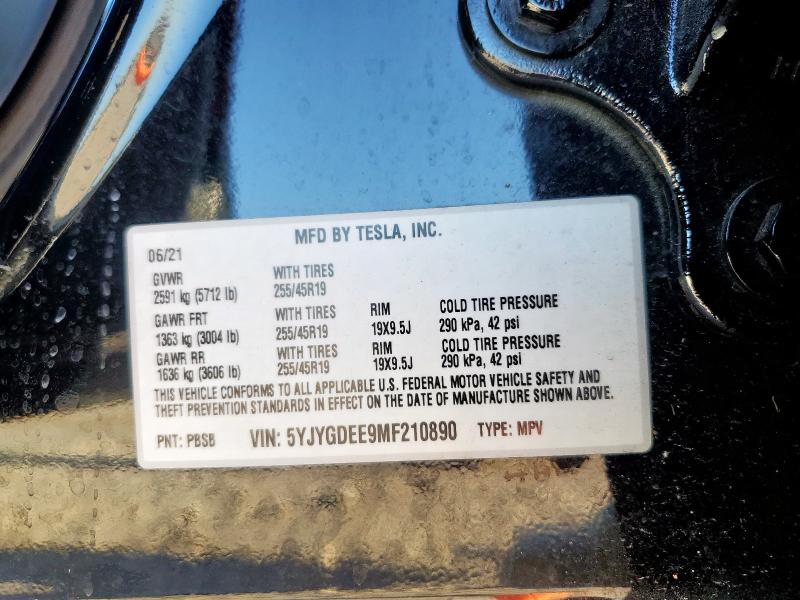 MFD BY TESLA, INC.
06/21
GVWR WITH TIRES
2591 kg (5712 lb) 255/45R19
GAWR FRT WITH TIRES RIM COLD TIRE PRESSURE
1363 kg (3004 lb) 255/45R19 19X9.5J 290 kPa, 42 psi
GAWR RR WITH TIRES RIM COLD TIRE PRESSURE
1636 kg (3606 lb) 255/45R19 19X9.5J 290 kPa, 42 psi
THIS VEHICLE CONFORMS TO ALL APPLICABLE U.S. FEDERAL MOTOR VEHICLE SAFETY AND
THEFT PREVENTION STANDARDS IN EFFECT ON THE DATE OF MANUFACTURE SHOWN ABOVE.
PNT: PBSB VIN: 5YJYGDEE9MF210890 TYPE: MPV